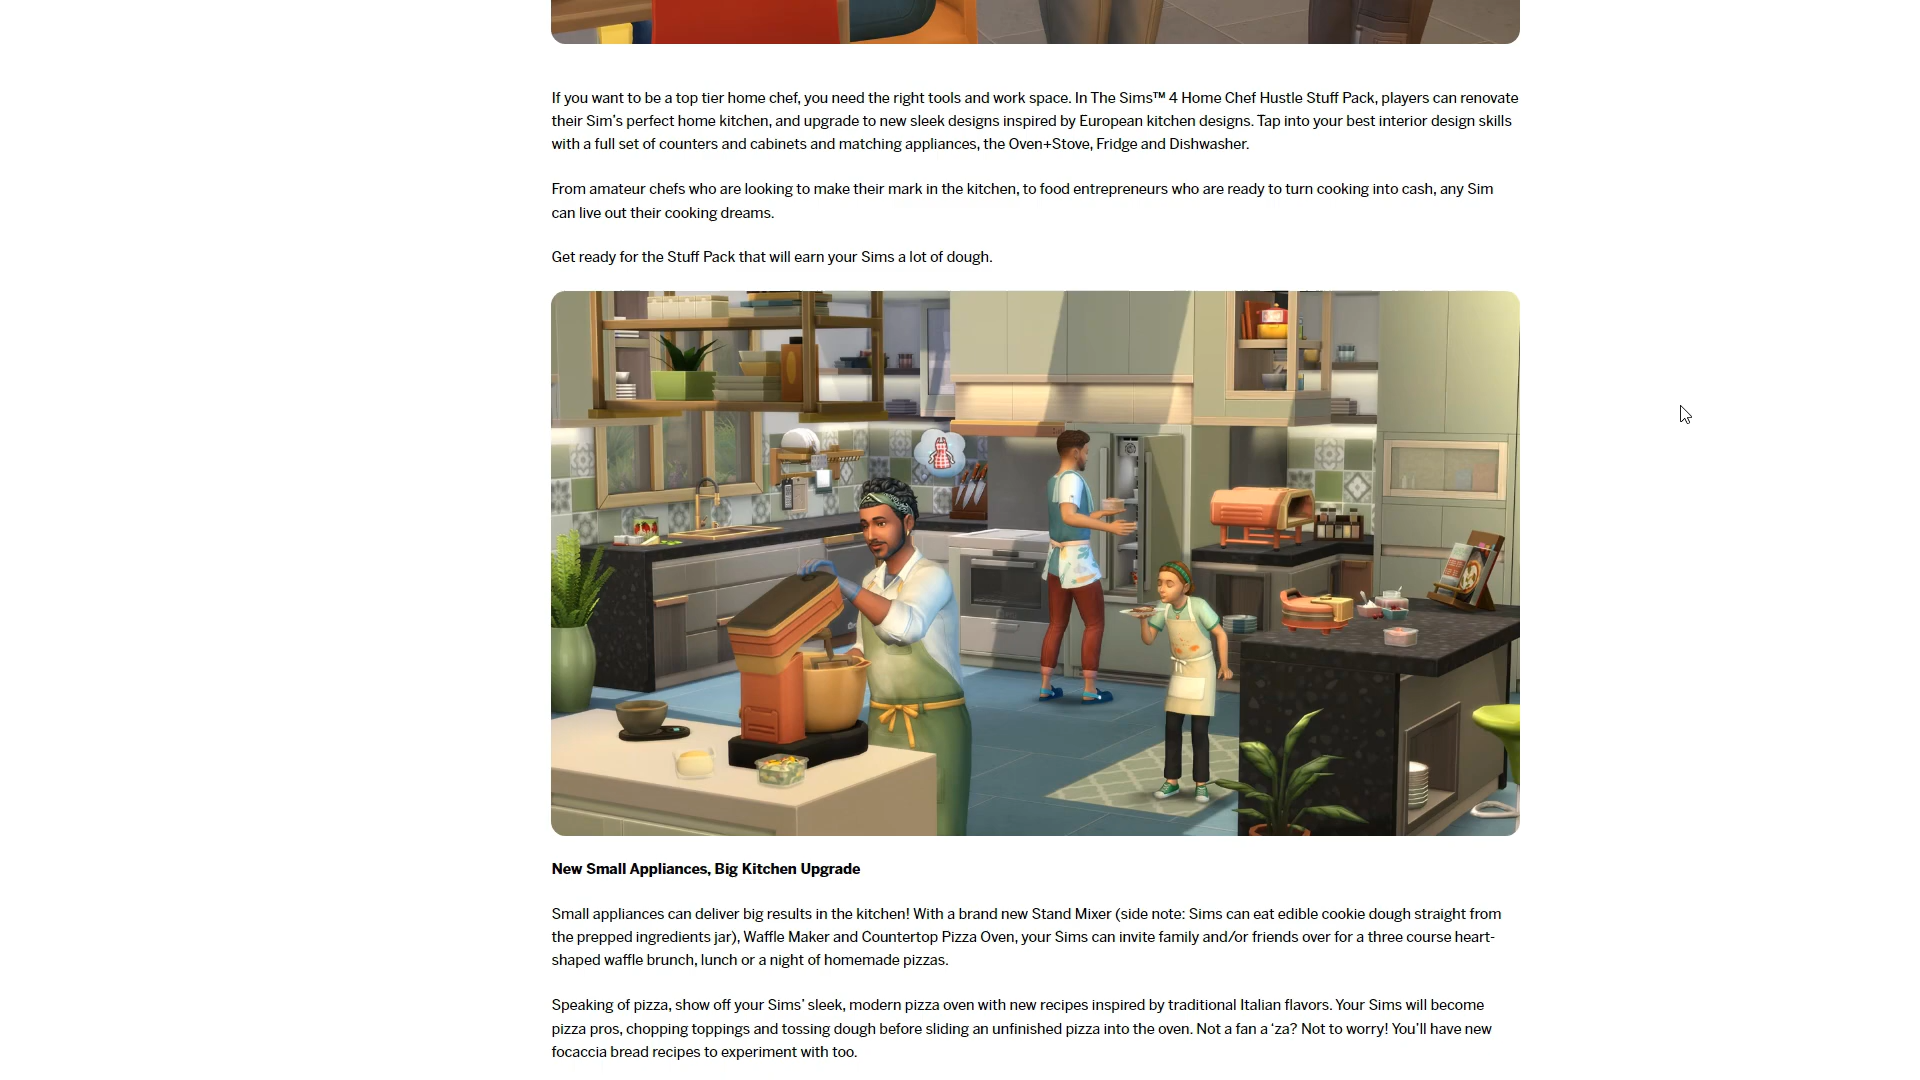 If you want to be a top tier home chef, you need the right tools and work space. In The Sims™ 4 Home Chef Hustle Stuff Pack, players can renovate
their Sim's perfect home kitchen, and upgrade to new sleek designs inspired by European kitchen designs. Tap into your best interior design skills
with a full set of counters and cabinets and matching appliances, the Oven+Stove, Fridge and Dishwasher.
From amateur chefs who are looking to make their mark in the kitchen, to food entrepreneurs who are ready to turn cooking into cash, any Sim
can live out their cooking dreams.
Get ready for the Stuff Pack that will earn your Sims a lot of dough.
New Small Appliances, Big Kitchen Upgrade
Small appliances can deliver big results in the kitchen! With a brand new Stand Mixer (side note: Sims can eat edible cookie dough straight from
the prepped ingredients jar), Waffle Maker and Countertop Pizza Oven, your Sims can invite family and/or friends over for a three course heart-
shaped waffle brunch, lunch or a night of homemade pizzas.
Speaking of pizza, show off your Sims’ sleek, modern pizza oven with new recipes inspired by traditional Italian flavors. Your Sims will become
pizza pros, chopping toppings and tossing dough before sliding an unfinished pizza into the oven. Not a fan a ‘za? Not to worry! You’ll have new
focaccia bread recipes to experiment with too.